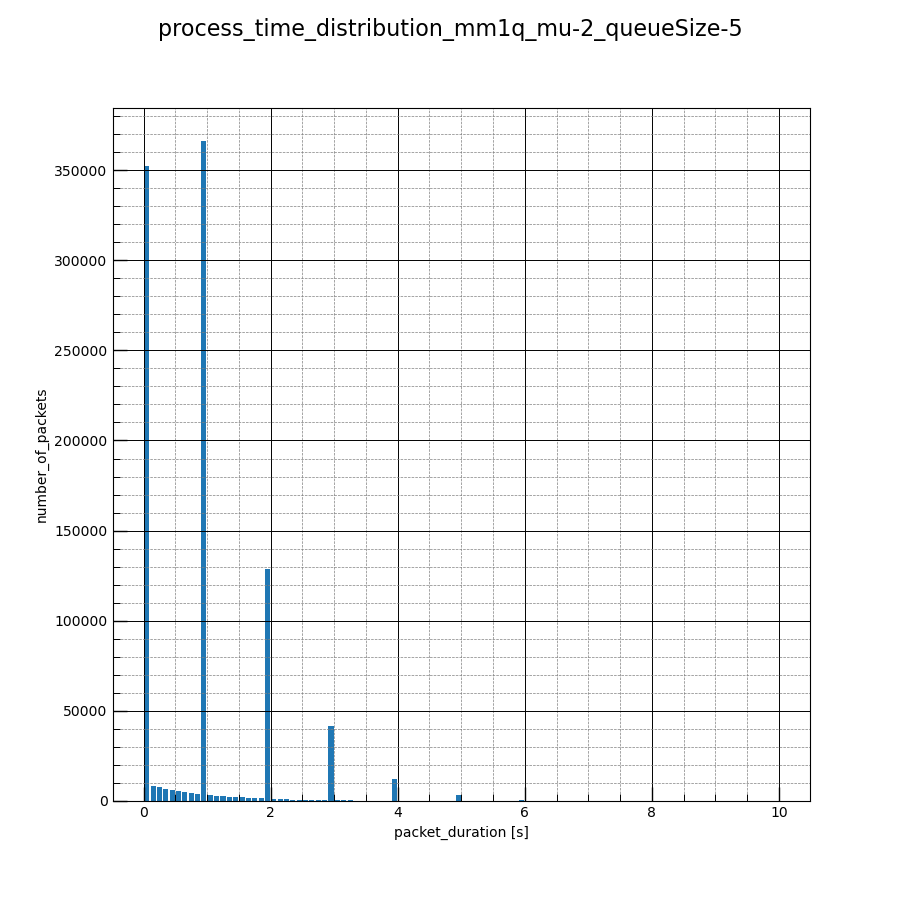 process_time_distribution_mm1q_mu-2_queueSize-5
350000
300000
250000
200000
150000
100000
50000
0
number_of_packets
0 2 4 6 8 10
packet_duration [s]